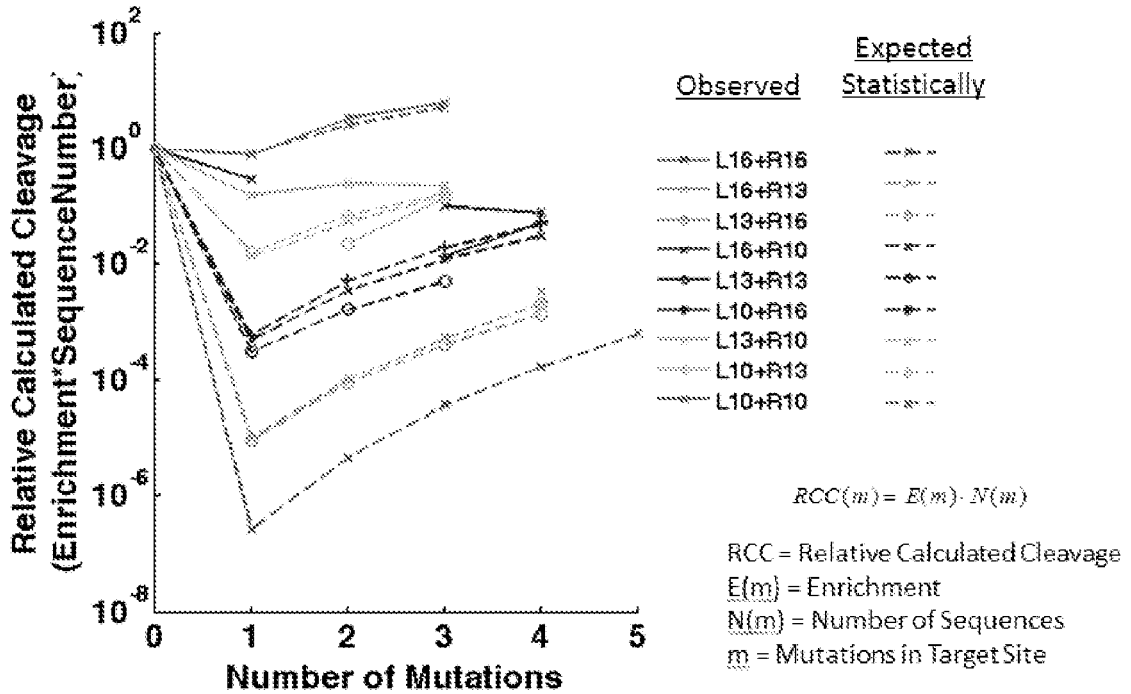 Relative Calculated Cleavage
(Enrichment*SequenceNumber)
10^2
10^0
10^-2
10^-4
10^-6
10^-8
0 1 2 3 4 5
Number of Mutations
Observed
Expected
Statistically
L16+R16
L16+R13
L13+R16
L16+R10
L13+R13
L10+R16
L13+R10
L10+R13
L10+R10
RCC(m) = E(m) · N(m)
RCC = Relative Calculated Cleavage
E(m) = Enrichment
N(m) = Number of Sequences
m = Mutations in Target Site